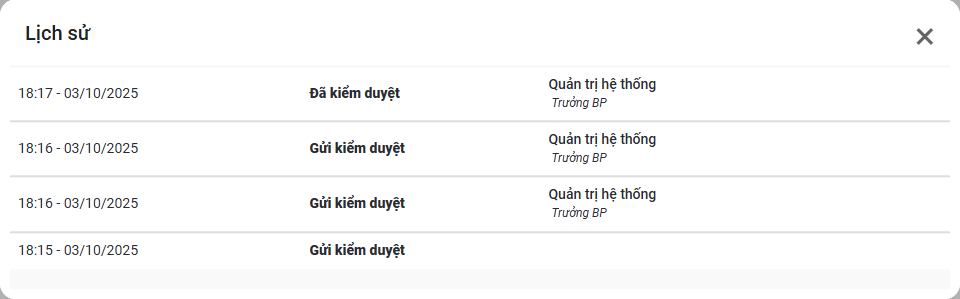 Lịch sử
18:17 - 03/10/2025 Đã kiểm duyệt Quản trị hệ thống
Trưởng BP
18:16 - 03/10/2025 Gửi kiểm duyệt Quản trị hệ thống
Trưởng BP
18:16 - 03/10/2025 Gửi kiểm duyệt Quản trị hệ thống
Trưởng BP
18:15 - 03/10/2025 Gửi kiểm duyệt